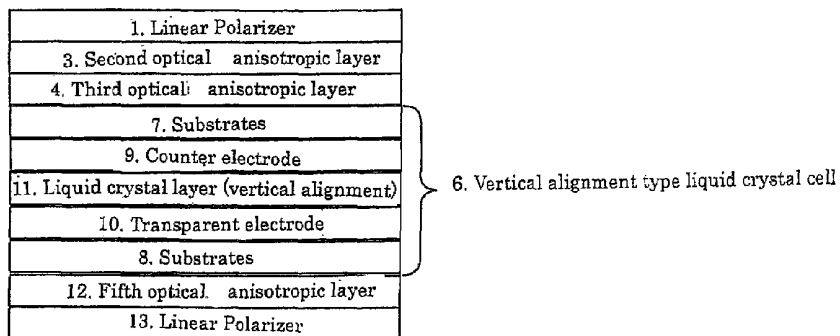 1. Linear Polarizer
3. Second optical anisotropic layer
4. Third optical anisotropic layer
7. Substrates
9. Counter electrode
11. Liquid crystal layer (vertical alignment)
6. Vertical alignment type liquid crystal cell
10. Transparent electrode
8. Substrates
12. Fifth optical anisotropic layer
13. Linear Polarizer